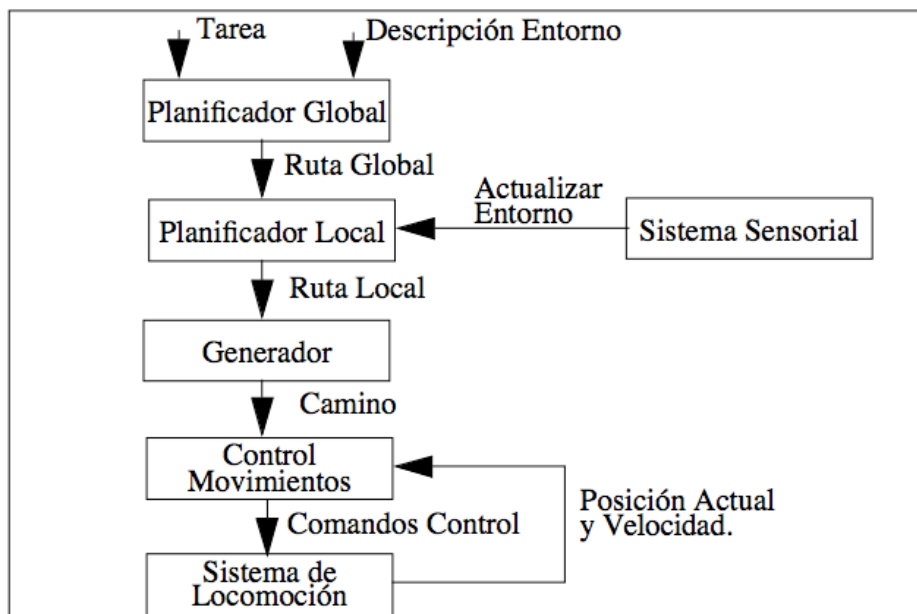 Tarea
Descripción Entorno
Planificador Global
Ruta Global
Actualizar
Entorno
Planificador Local
Sistema Sensorial
Ruta Local
Generador
Camino
Control
Movimientos
Posición Actual
y Velocidad.
Comandos Control
Sistema de
Locomoción